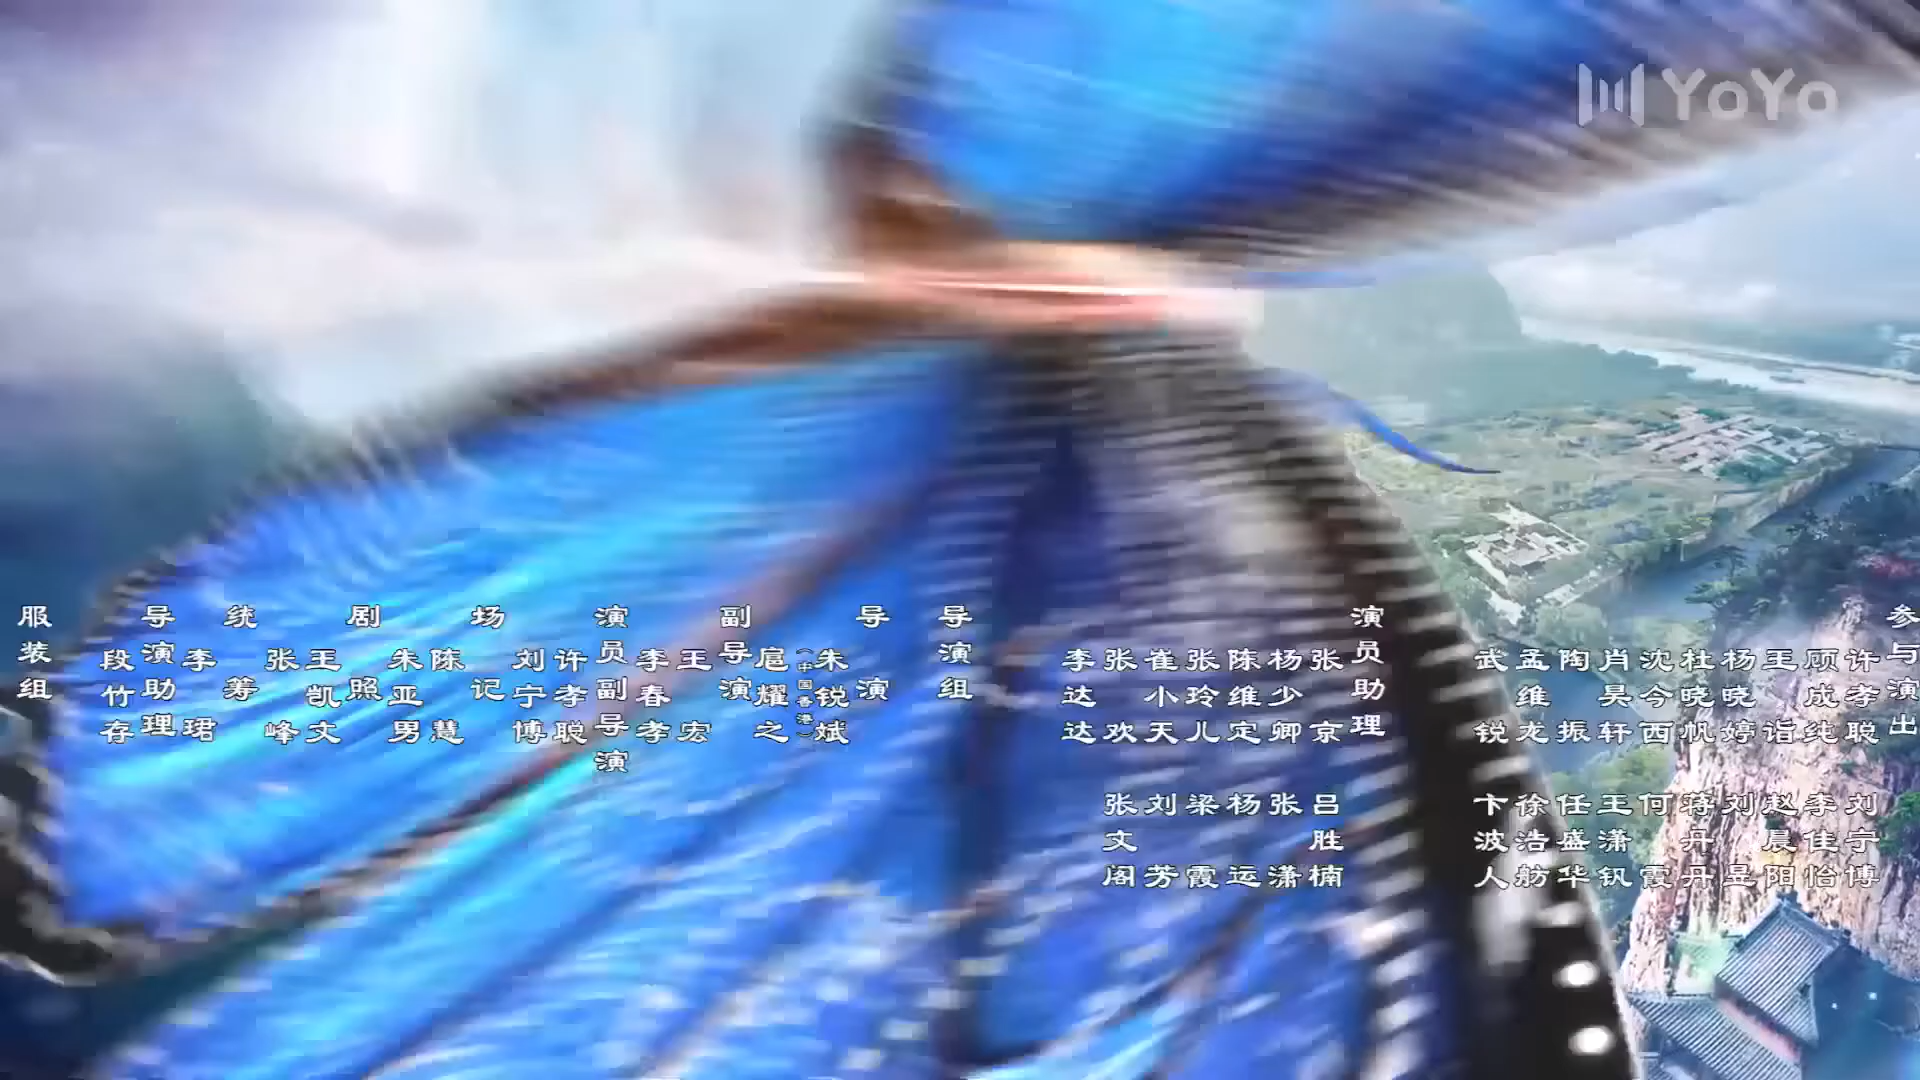 YoYo
参与演出
许孝聪
顾成纯
王诣
杨晓婷
杜晓帆
沈今西
肖昊轩
陶振
孟维龙
武锐
刘宁博
李佳怡
赵晨阳
刘昱
蒋丹丹
何霞
王潇钒
任盛华
徐浩舫
卞波人
演员助理
张京
杨少卿
陈维定
张玲儿
崔小天
张欢
李达达
吕胜楠
张潇
杨运
梁霞
刘芳
张文阁
导演组
导演
朱锐斌
（中国香港）
扈耀之
副导演
王宏
李春孝
演员副导演
许孝聪
刘宁博
场记
陈慧
朱亚男
剧照
王凯文
张峰
统筹
李珺
导演助理
段竹存
服装组